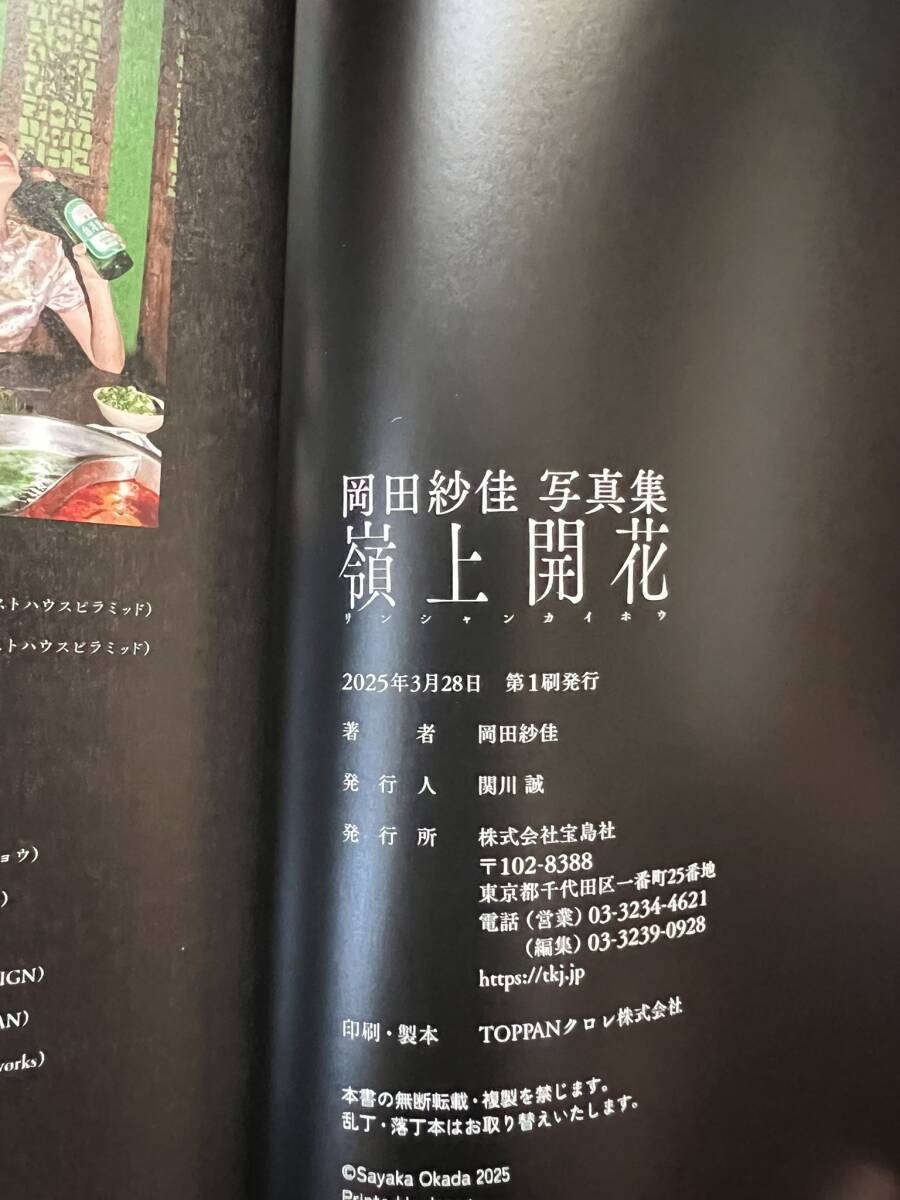 ストハウスピラミッド）
ストハウスピラミッド）
ョウ）
）
IGN）
AN）
works）
岡田紗佳 写真集
嶺上開花
リンシャンカイホウ
2025年3月28日 第1刷発行
著者 岡田紗佳
発行人 関川 誠
発行所 株式会社宝島社
〒102-8388
東京都千代田区一番町25番地
電話（営業）03-3234-4621
（編集）03-3239-0928
https://tkj.jp
印刷・製本 TOPPANクロレ株式会社
本書の無断転載・複製を禁じます。
乱丁・落丁本はお取り替えいたします。
©Sayaka Okada 2025